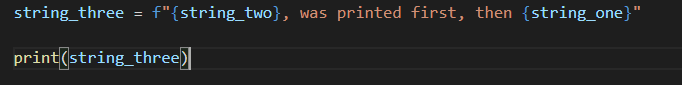 string_three = f"{string_two}, was printed first, then {string_one}"
print(string_three)